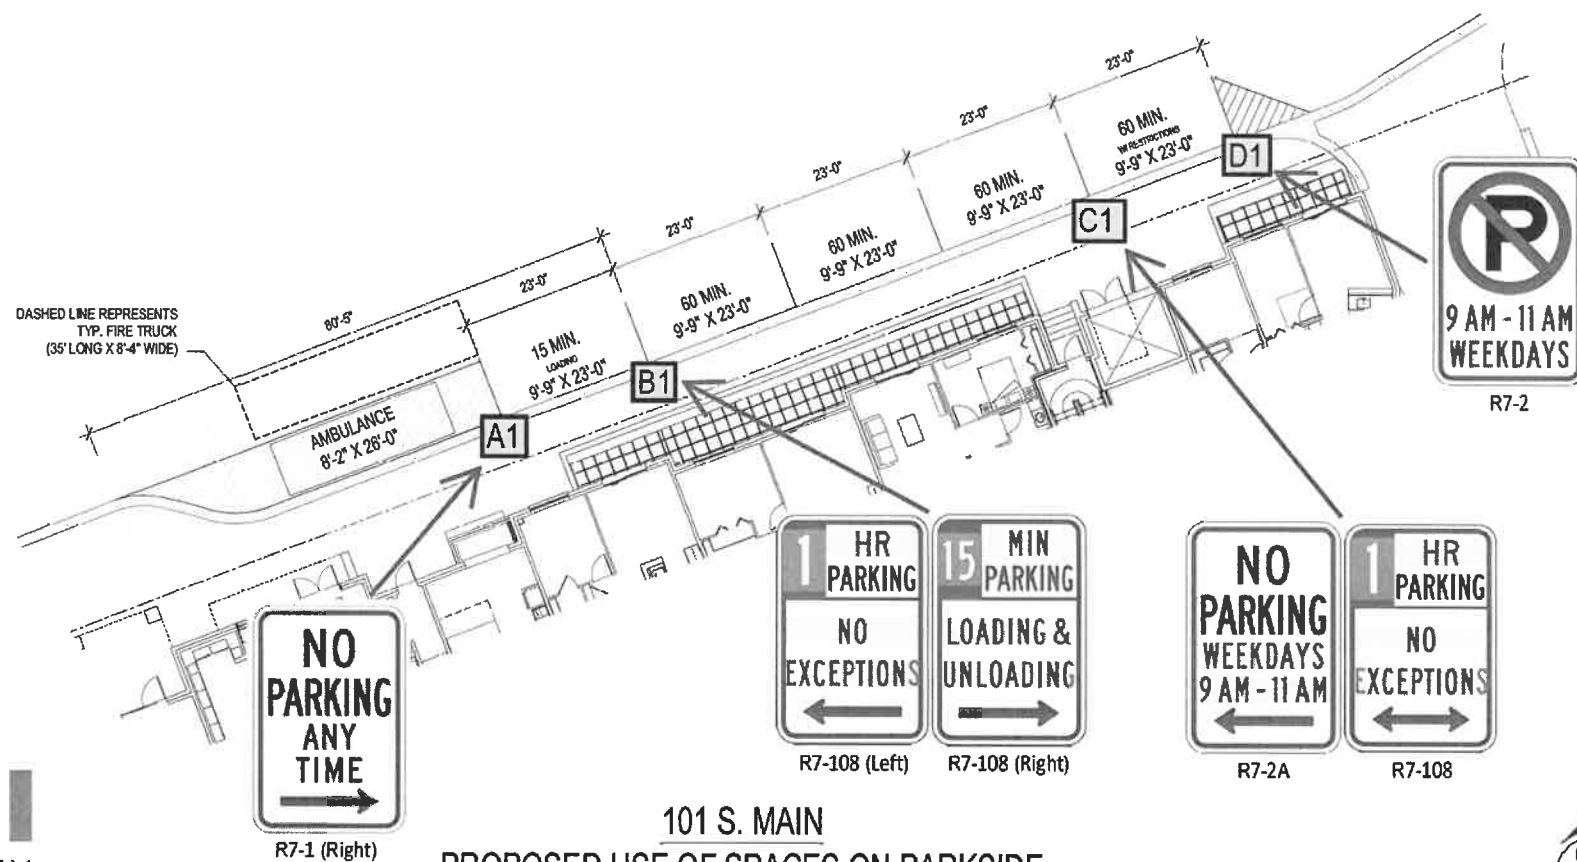 23'-0"
23'-0"
23'-0"
23'-0"
23'-0"
80'-5"
60 MIN.
W/RESTRICTIONS
9'-9" X 23'-0"
60 MIN.
9'-9" X 23'-0"
60 MIN.
9'-9" X 23'-0"
60 MIN.
9'-9" X 23'-0"
15 MIN.
LOADING
9'-9" X 23'-0"
DASHED LINE REPRESENTS
TYP. FIRE TRUCK
(35' LONG X 8'-4" WIDE)
AMBULANCE
8'-2" X 26'-0"
A1
B1
C1
D1
P
9 AM - 11 AM
WEEKDAYS
R7-2
NO
PARKING
ANY
TIME
R7-1 (Right)
1 HR
PARKING
NO
EXCEPTIONS
R7-108 (Left)
15 MIN
PARKING
LOADING &
UNLOADING
R7-108 (Right)
NO
PARKING
WEEKDAYS
9 AM - 11 AM
R7-2A
1 HR
PARKING
NO
EXCEPTIONS
R7-108
101 S. MAIN
PROPOSED USE OF SPACES ON PARKSIDE